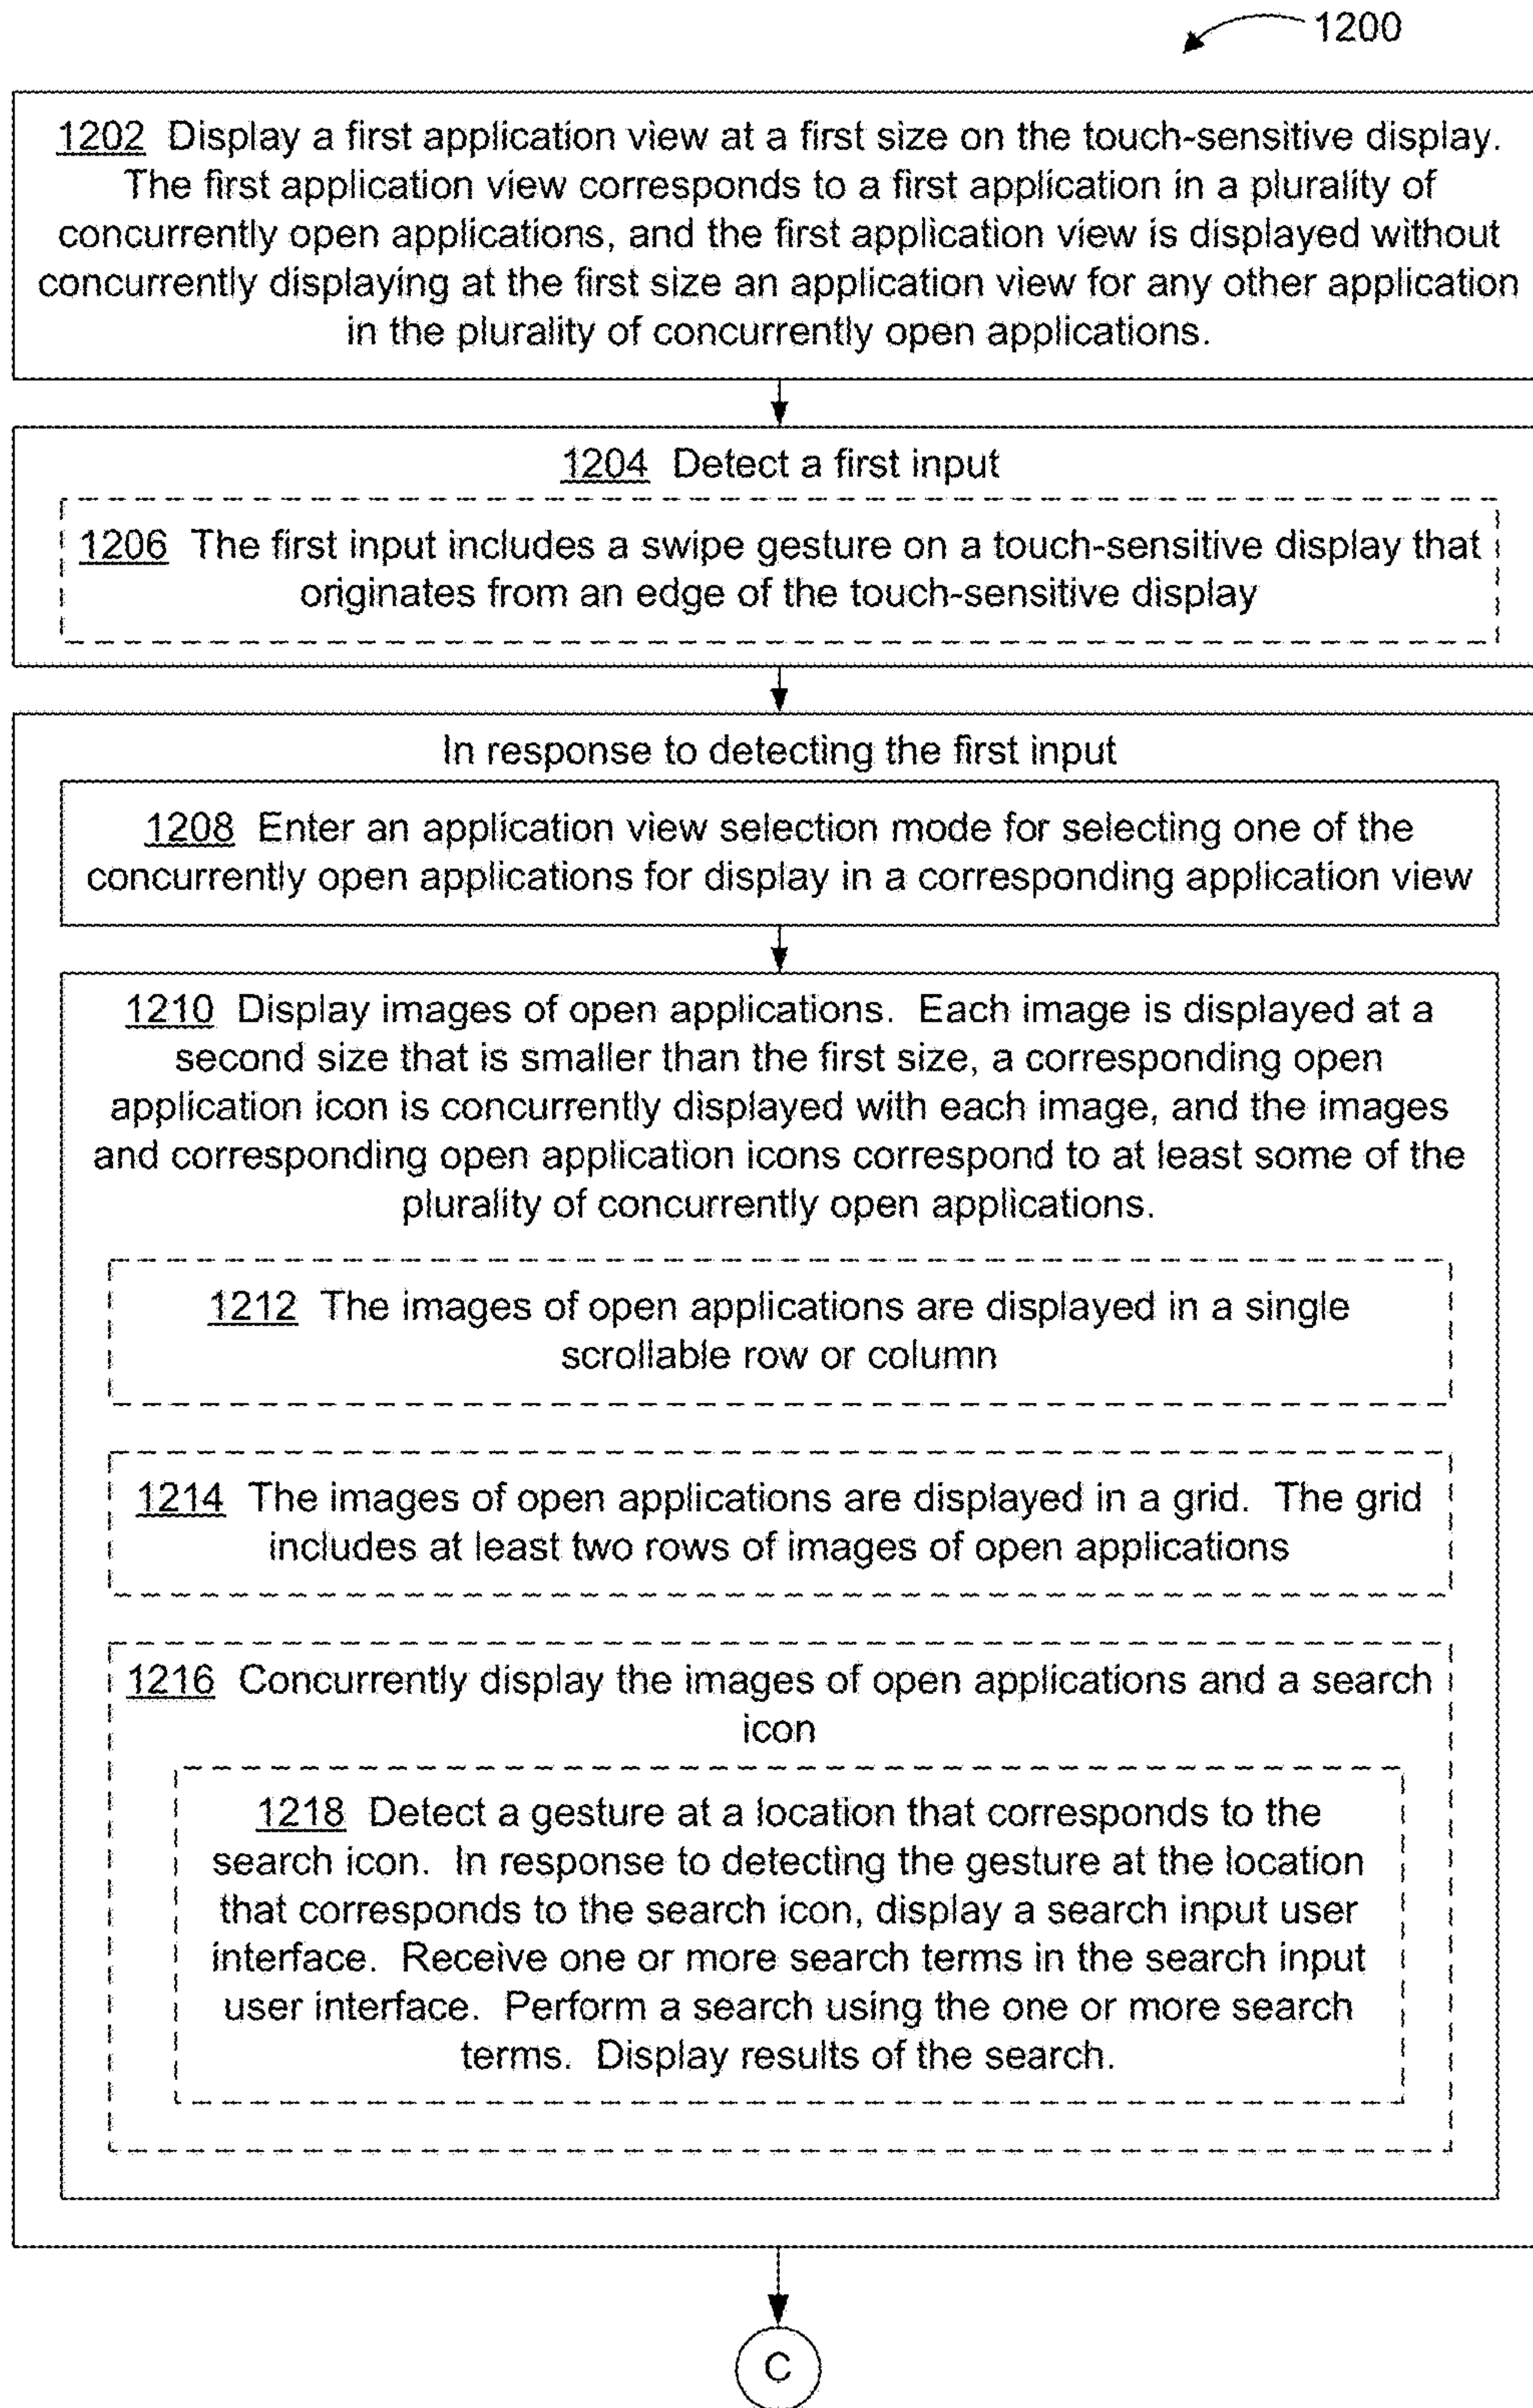 1200
1202 Display a first application view at a first size on the touch-sensitive display.
The first application view corresponds to a first application in a plurality of
concurrently open applications, and the first application view is displayed without
concurrently displaying at the first size an application view for any other application
in the plurality of concurrently open applications.
1204 Detect a first input
1206 The first input includes a swipe gesture on a touch-sensitive display that
originates from an edge of the touch-sensitive display
In response to detecting the first input
1208 Enter an application view selection mode for selecting one of the
concurrently open applications for display in a corresponding application view
1210 Display images of open applications. Each image is displayed at a
second size that is smaller than the first size, a corresponding open
application icon is concurrently displayed with each image, and the images
and corresponding open application icons correspond to at least some of the
plurality of concurrently open applications.
1212 The images of open applications are displayed in a single
scrollable row or column
1214 The images of open applications are displayed in a grid. The grid
includes at least two rows of images of open applications
1216 Concurrently display the images of open applications and a search
icon
1218 Detect a gesture at a location that corresponds to the
search icon. In response to detecting the gesture at the location
that corresponds to the search icon, display a search input user
interface. Receive one or more search terms in the search input
user interface. Perform a search using the one or more search
terms. Display results of the search.
C